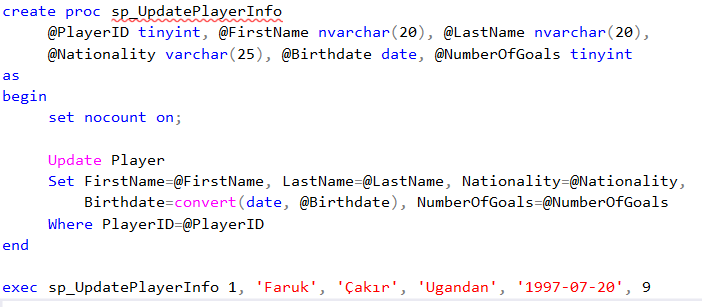 create proc sp_UpdatePlayerInfo
@PlayerID tinyint, @FirstName nvarchar(20), @LastName nvarchar(20),
@Nationality varchar(25), @Birthdate date, @NumberOfGoals tinyint
as
begin
set nocount on;
Update Player
Set FirstName=@FirstName, LastName=@LastName, Nationality=@Nationality,
Birthdate=convert(date, @Birthdate), NumberOfGoals=@NumberOfGoals
Where PlayerID=@PlayerID
end
exec sp_UpdatePlayerInfo 1, 'Faruk', 'Çakır', 'Ugandan', '1997-07-20', 9